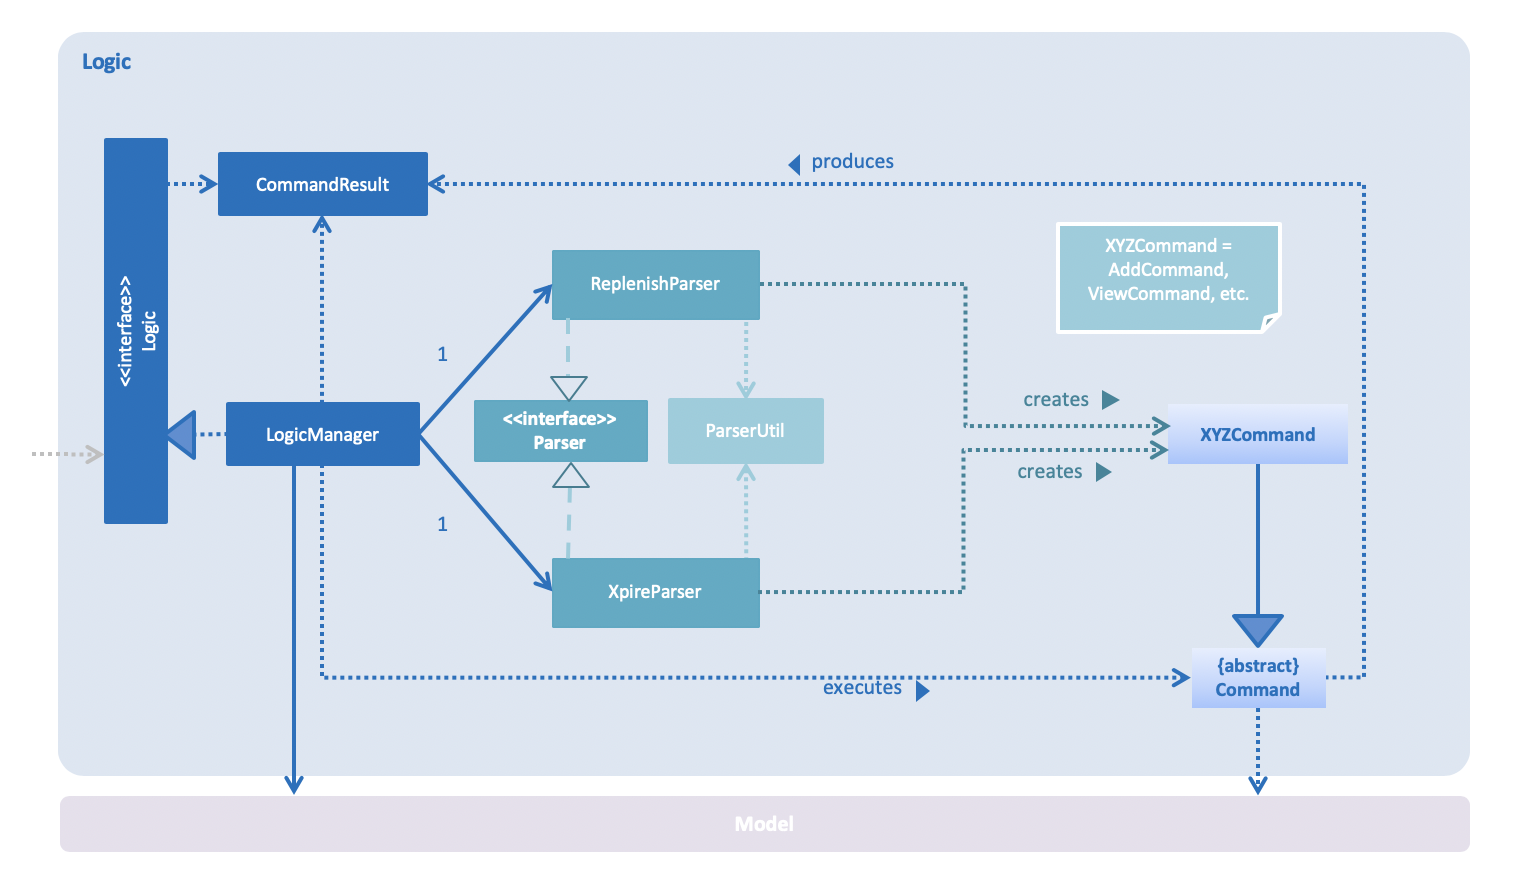 Logic
<<interface>>
Logic
CommandResult
produces
XYZCommand =
AddCommand,
ViewCommand, etc.
ReplenishParser
1
LogicManager
<<interface>>
Parser
ParserUtil
creates
XYZCommand
creates
1
XpireParser
executes
{abstract}
Command
Model